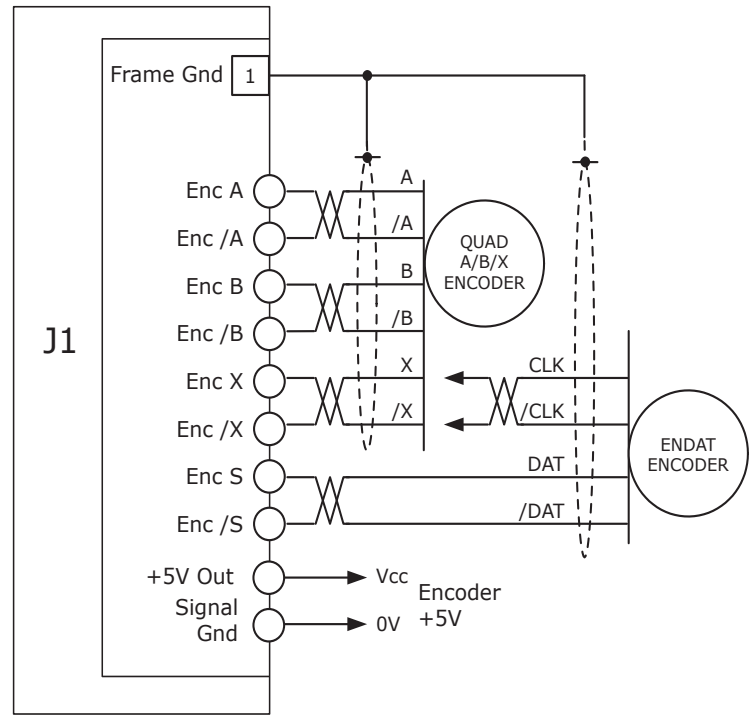 J1
Frame Gnd 1
Enc A
Enc /A
Enc B
Enc /B
Enc X
Enc /X
Enc S
Enc /S
+5V Out
Signal
Gnd
A
/A
B
/B
X
/X
QUAD
A/B/X
ENCODER
CLK
/CLK
DAT
/DAT
ENDAT
ENCODER
Vcc
0V
Encoder
+5V